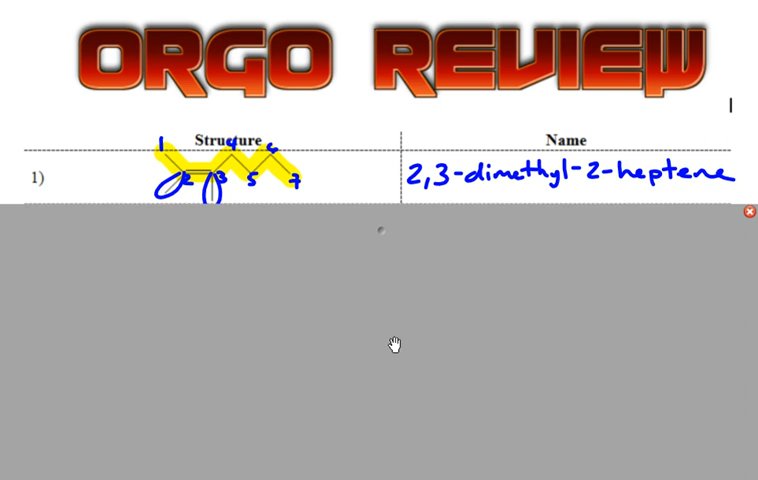 ORGO REVIEW
Structure Name
1) 1 2 3 4 5 6 7 2,3-dimethyl-2-heptene